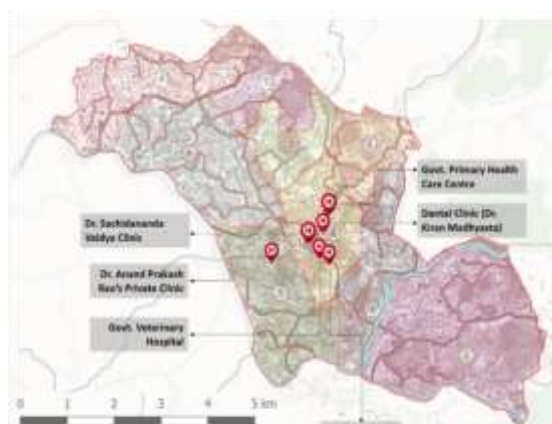 Govt. Primary Health
Care Centre
Dental Clinic (Dr.
Kiran Madhyasta)
Dr. Sachidananda
Vaidya Clinic
Dr. Anand Prakash
Rao's Private Clinic
Govt. Veterinary
Hospital
0 1 2 3 4 5 km